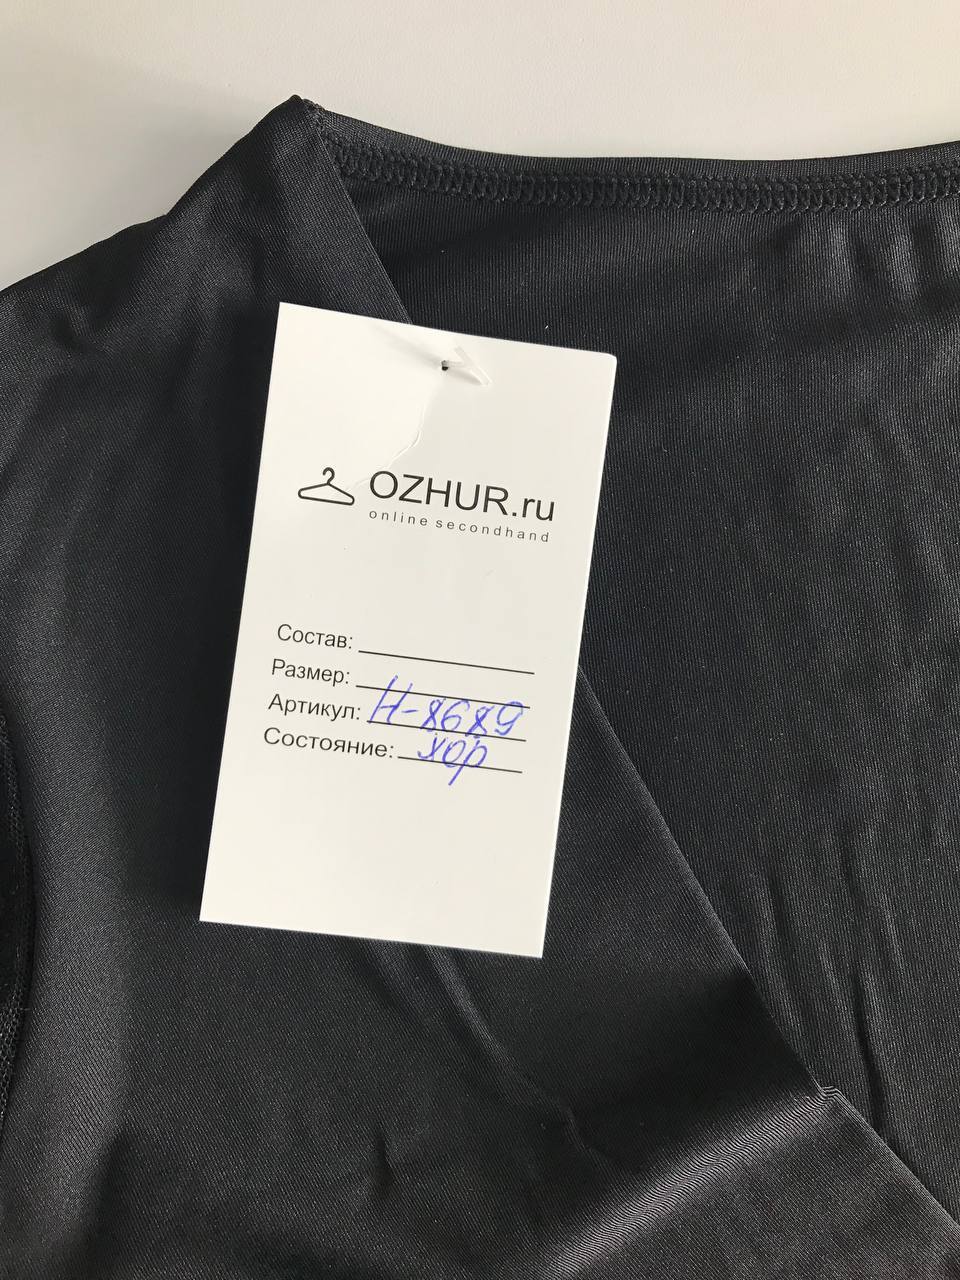 OZHUR.ru
online secondhand
Состав:
Размер:
Артикул: Н-8689
Состояние: хор